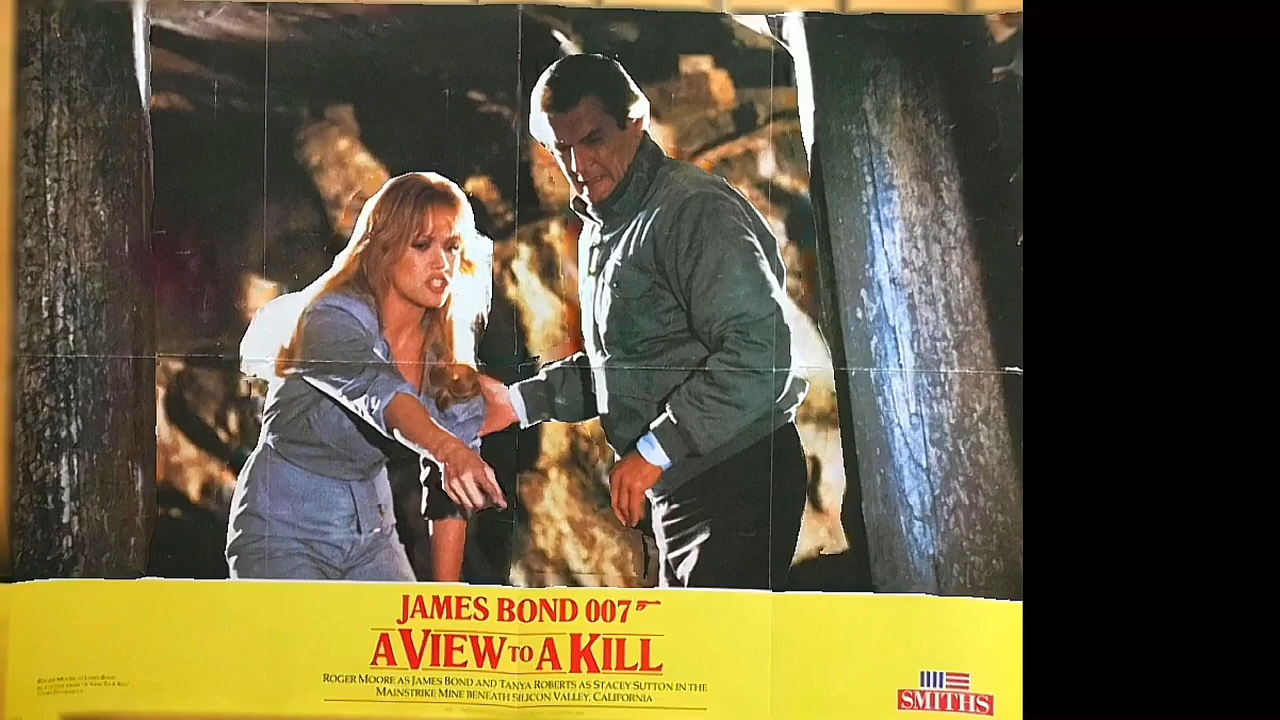 JAMES BOND 007
A VIEW TO A KILL
ROGER MOORE AS JAMES BOND AND TANYA ROBERTS AS STACEY SUTTON IN THE
MAINSTRIKE MINE BENEATH SILICON VALLEY, CALIFORNIA
SMITHS